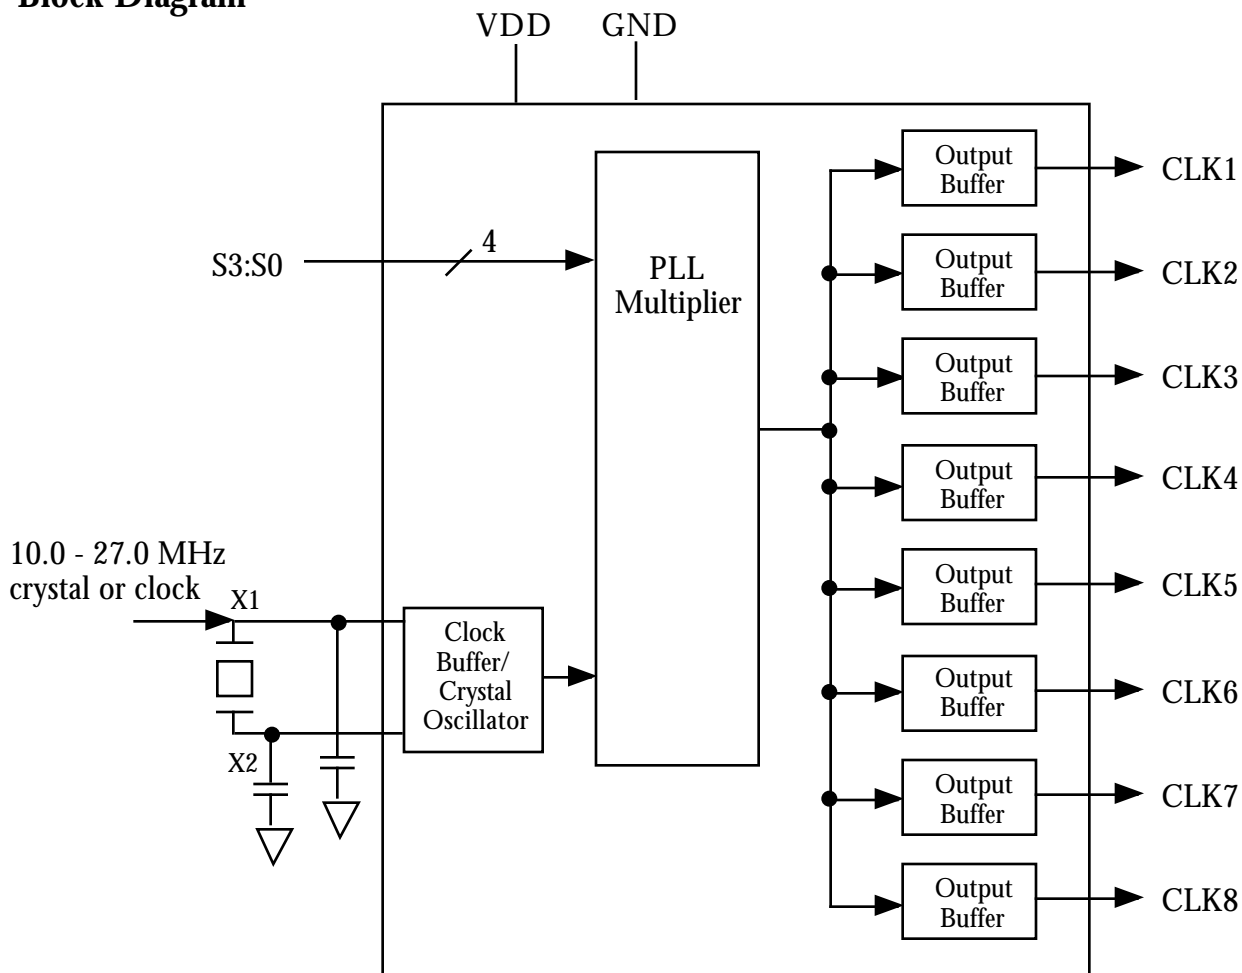 Block Diagram
VDD GND
Output
Buffer
CLK1
S3:S0
4
PLL
Multiplier
Output
Buffer
CLK2
Output
Buffer
CLK3
Output
Buffer
CLK4
10.0 - 27.0 MHz
crystal or clock
X1
Clock
Buffer/
Crystal
Oscillator
X2
Output
Buffer
CLK5
Output
Buffer
CLK6
Output
Buffer
CLK7
Output
Buffer
CLK8